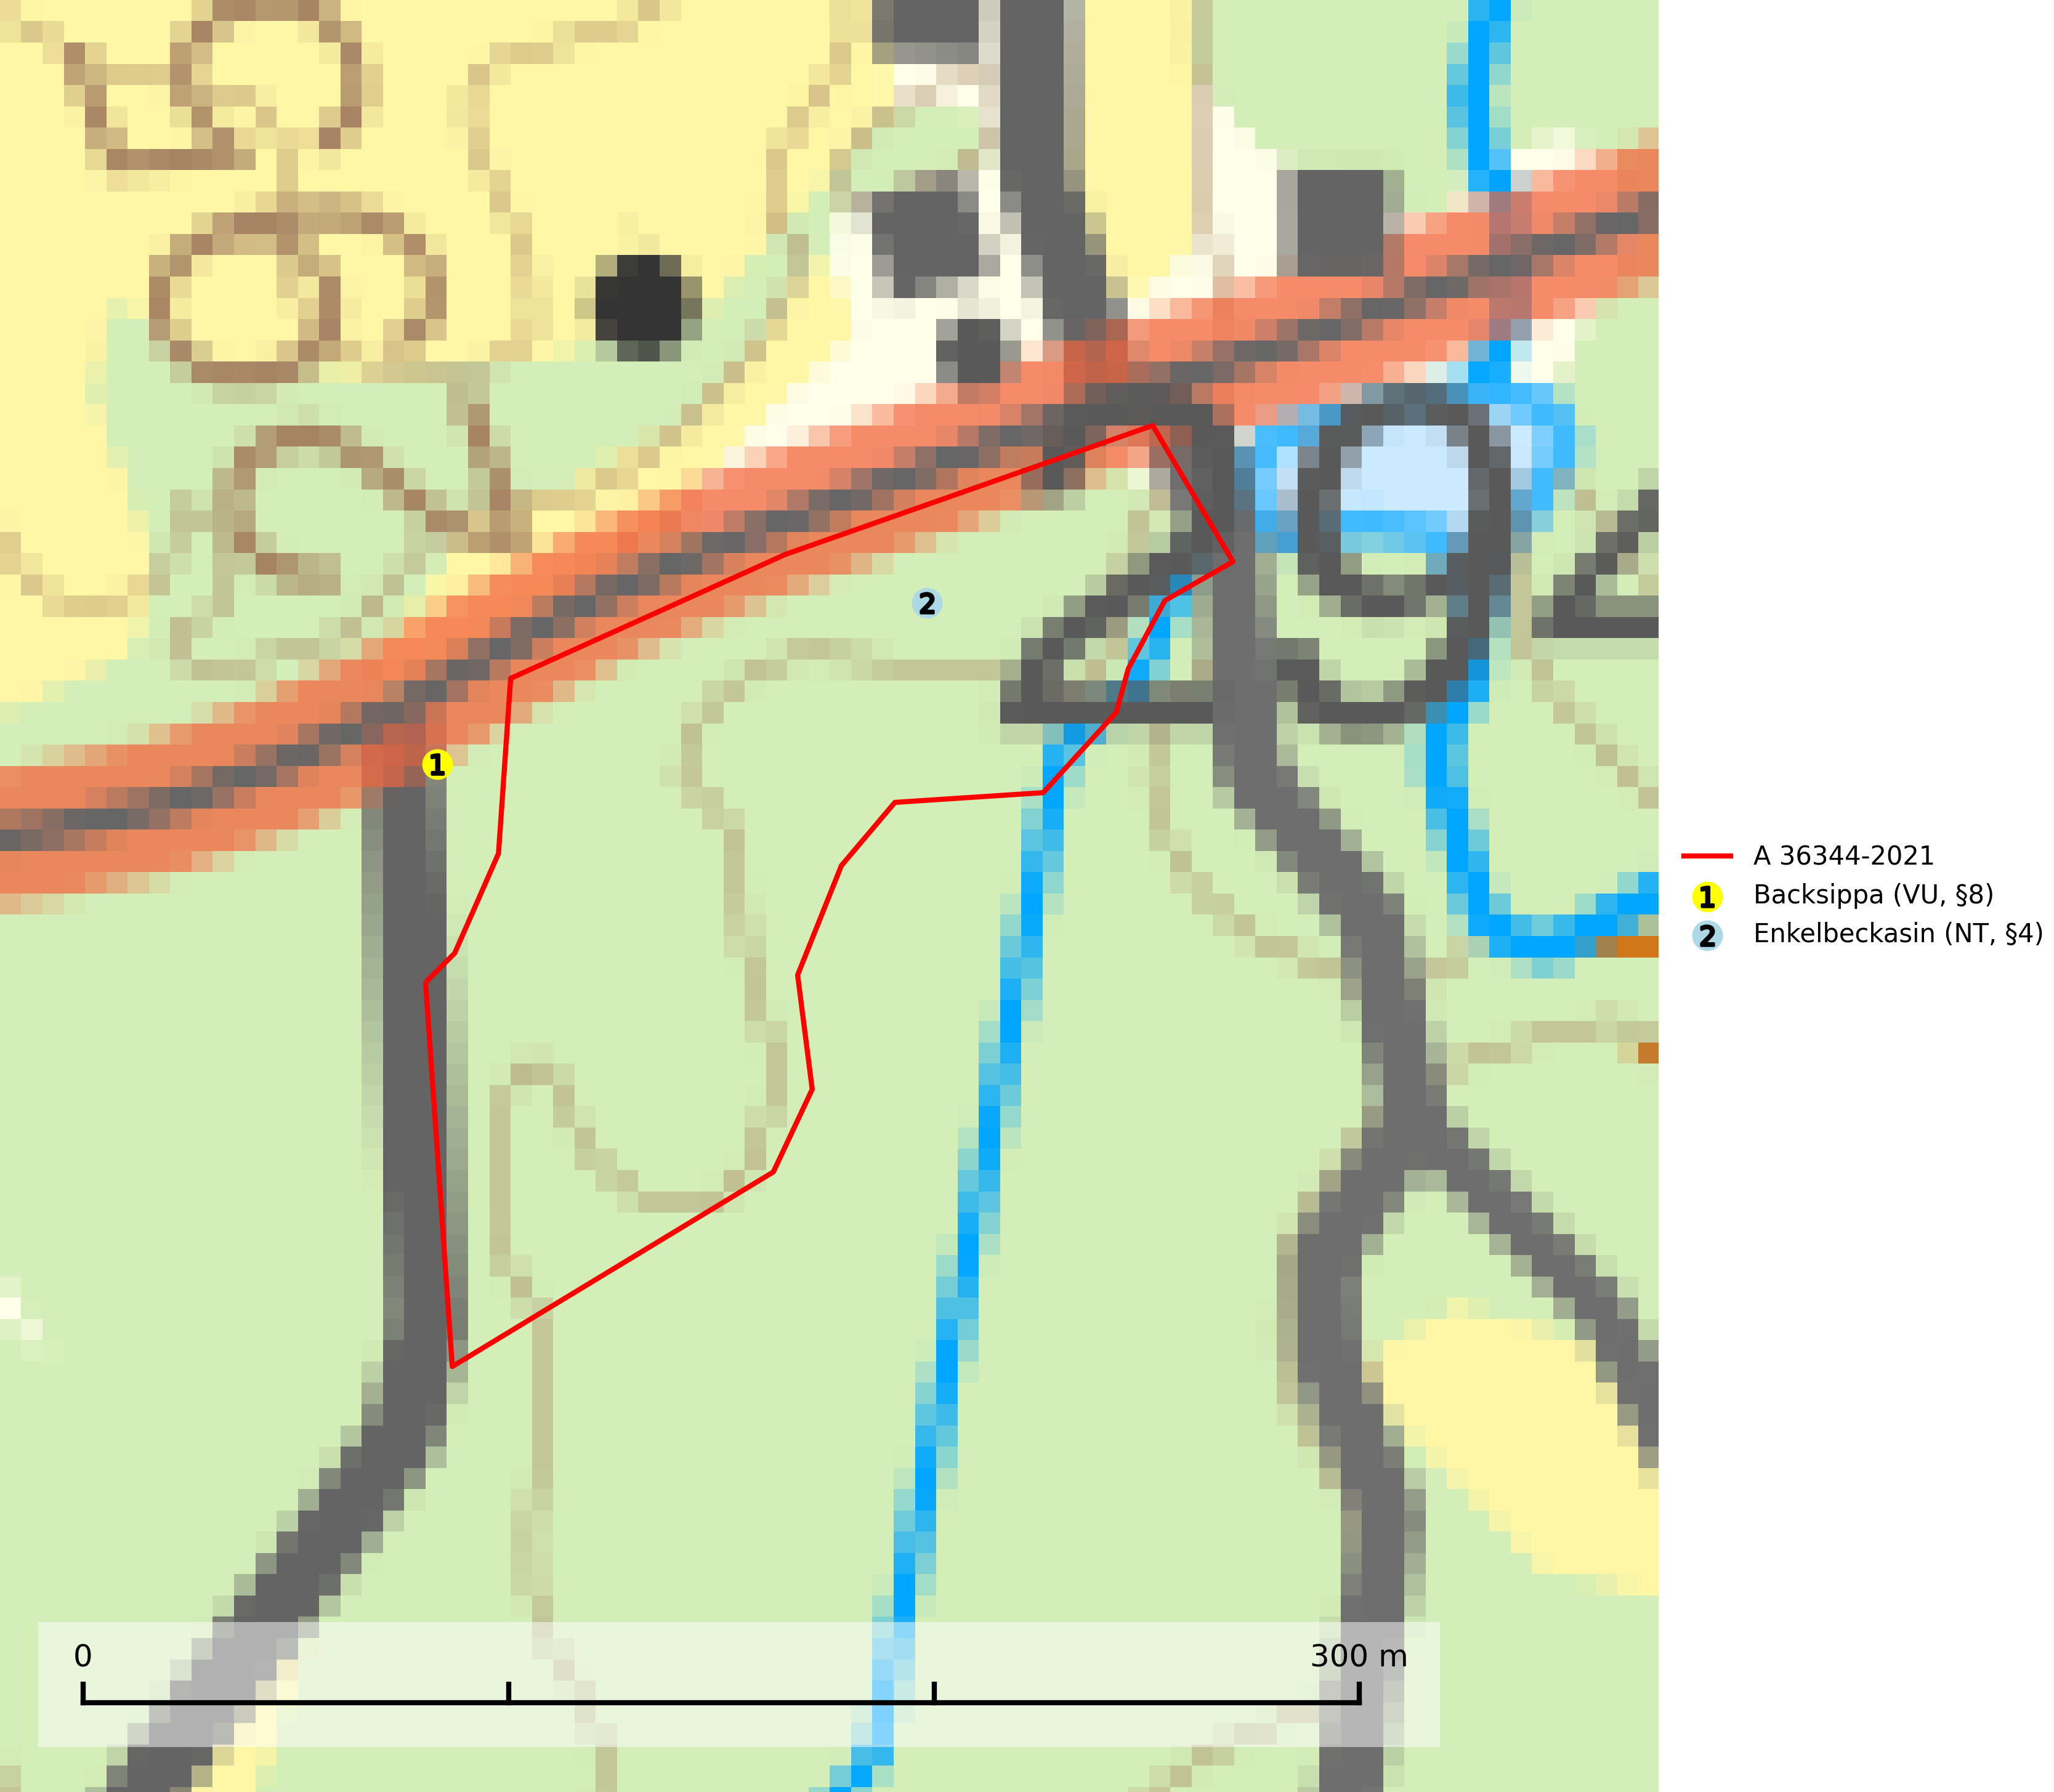 2
1
A 36344-2021
1 Backsippa (VU, §8)
2 Enkelbeckasin (NT, §4)
0 300 m